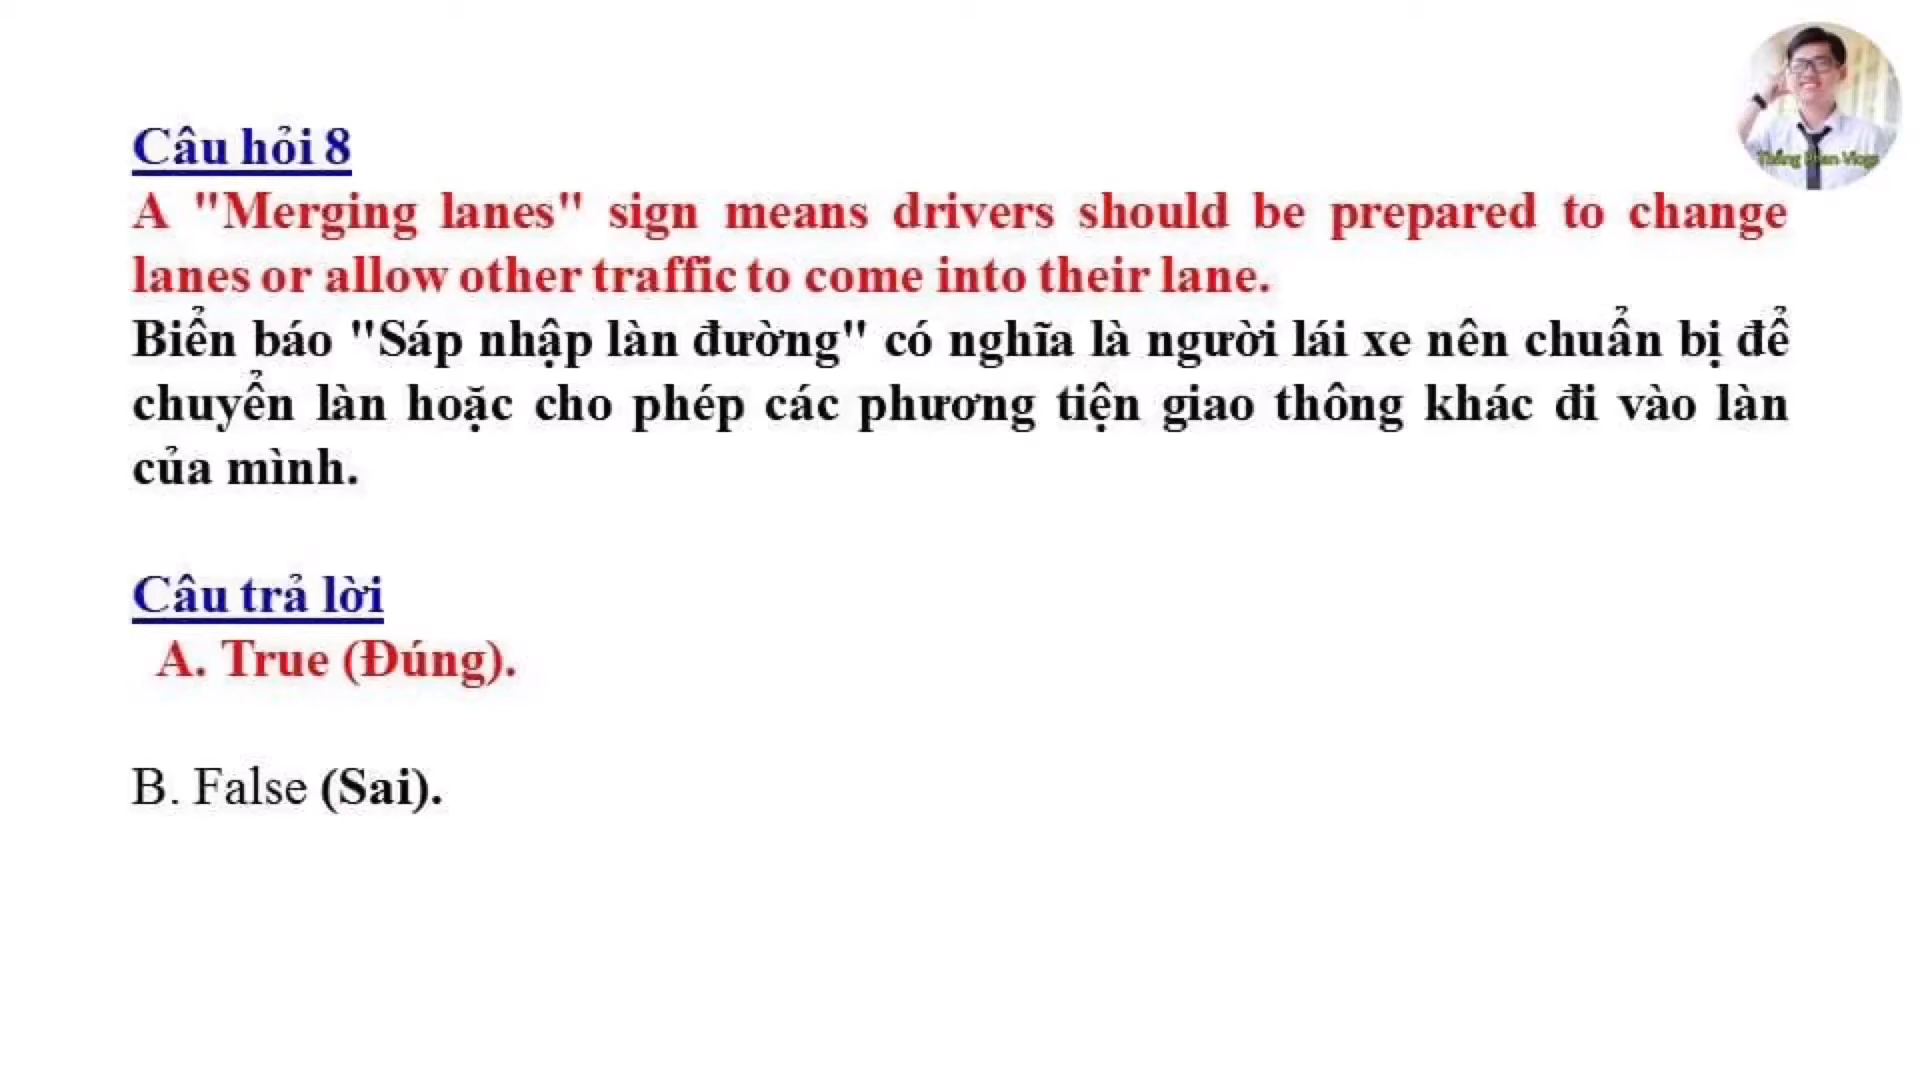 Câu hỏi 8
A "Merging lanes" sign means drivers should be prepared to change
lanes or allow other traffic to come into their lane.
Biển báo "Sáp nhập làn đường" có nghĩa là người lái xe nên chuẩn bị để
chuyển làn hoặc cho phép các phương tiện giao thông khác đi vào làn
của mình.
Câu trả lời
A. True (Đúng).
B. False (Sai).